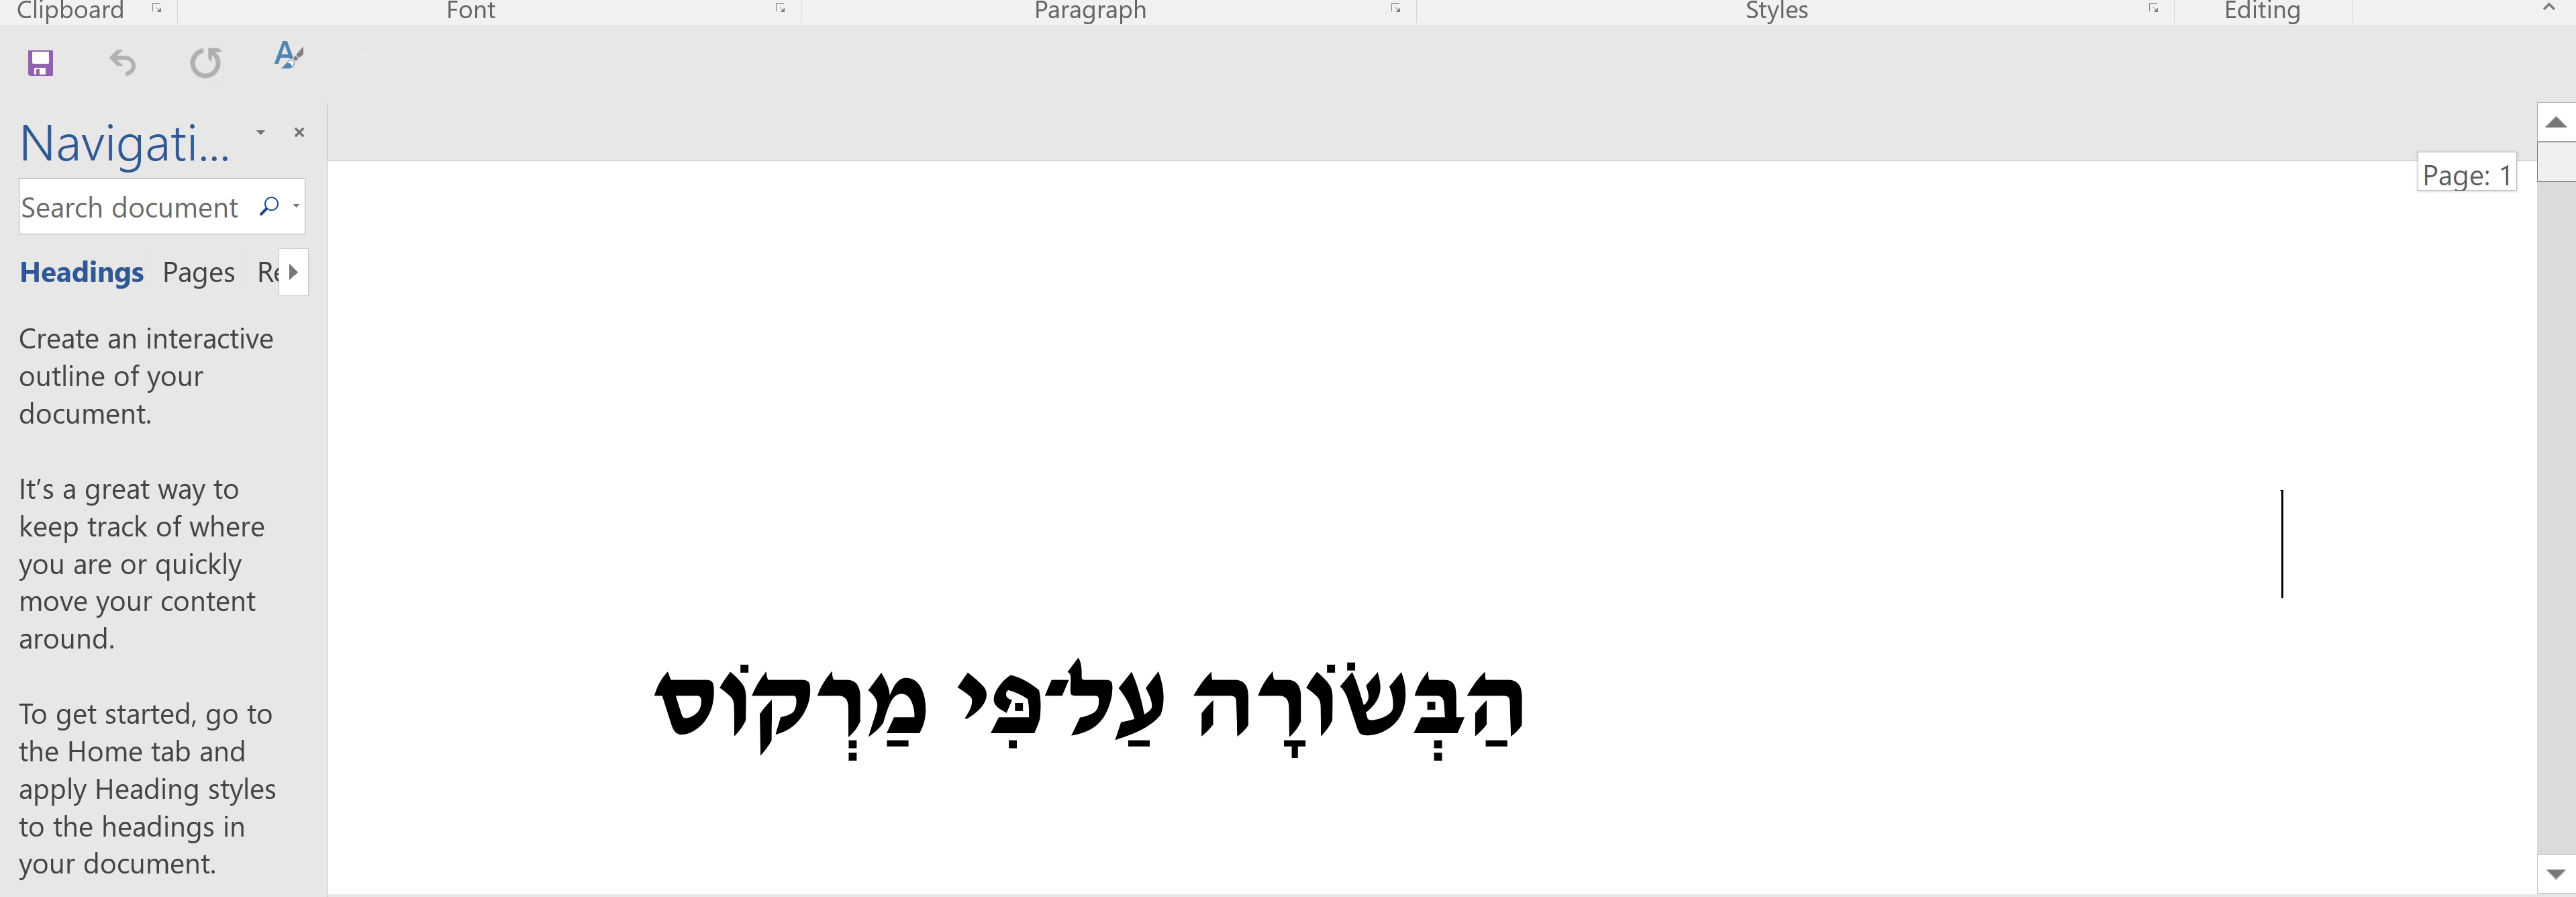 Clipboard Font Paragraph Styles Editing
Navigati...
Page: 1
Search document
Headings Pages Re
Create an interactive
outline of your
document.
It's a great way to
keep track of where
you are or quickly
move your content
around.
To get started, go to
the Home tab and
apply Heading styles
to the headings in
your document.
הַבְּשׂוֹרָה עַל־פִּי מַרְקוֹס